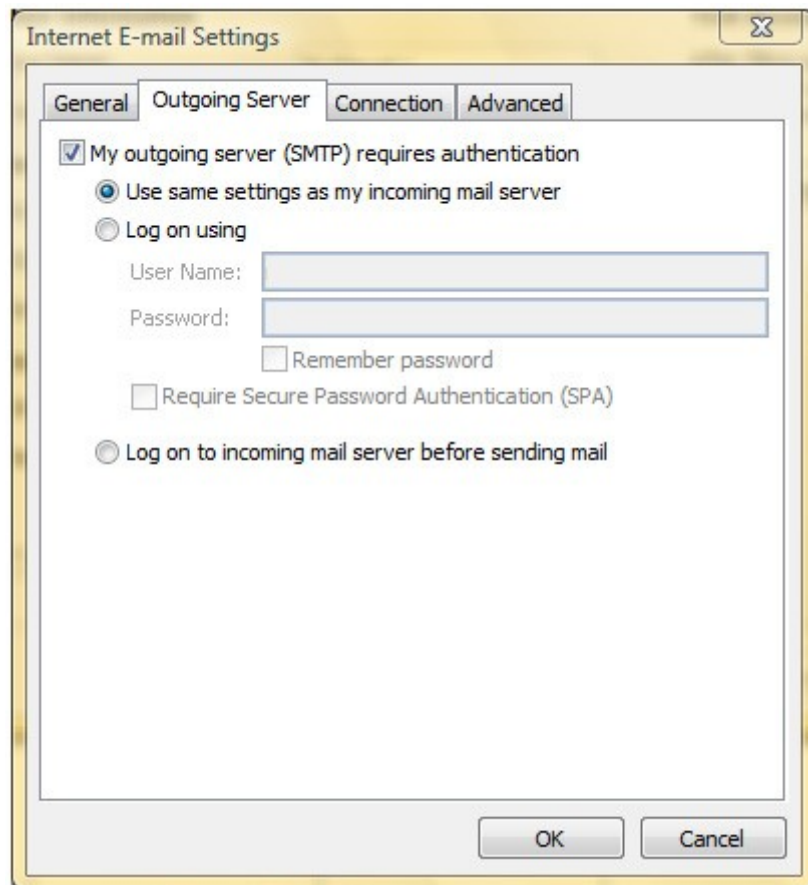 Internet E-mail Settings
General Outgoing Server Connection Advanced
My outgoing server (SMTP) requires authentication
Use same settings as my incoming mail server
Log on using
User Name:
Password:
Remember password
Require Secure Password Authentication (SPA)
Log on to incoming mail server before sending mail
OK Cancel